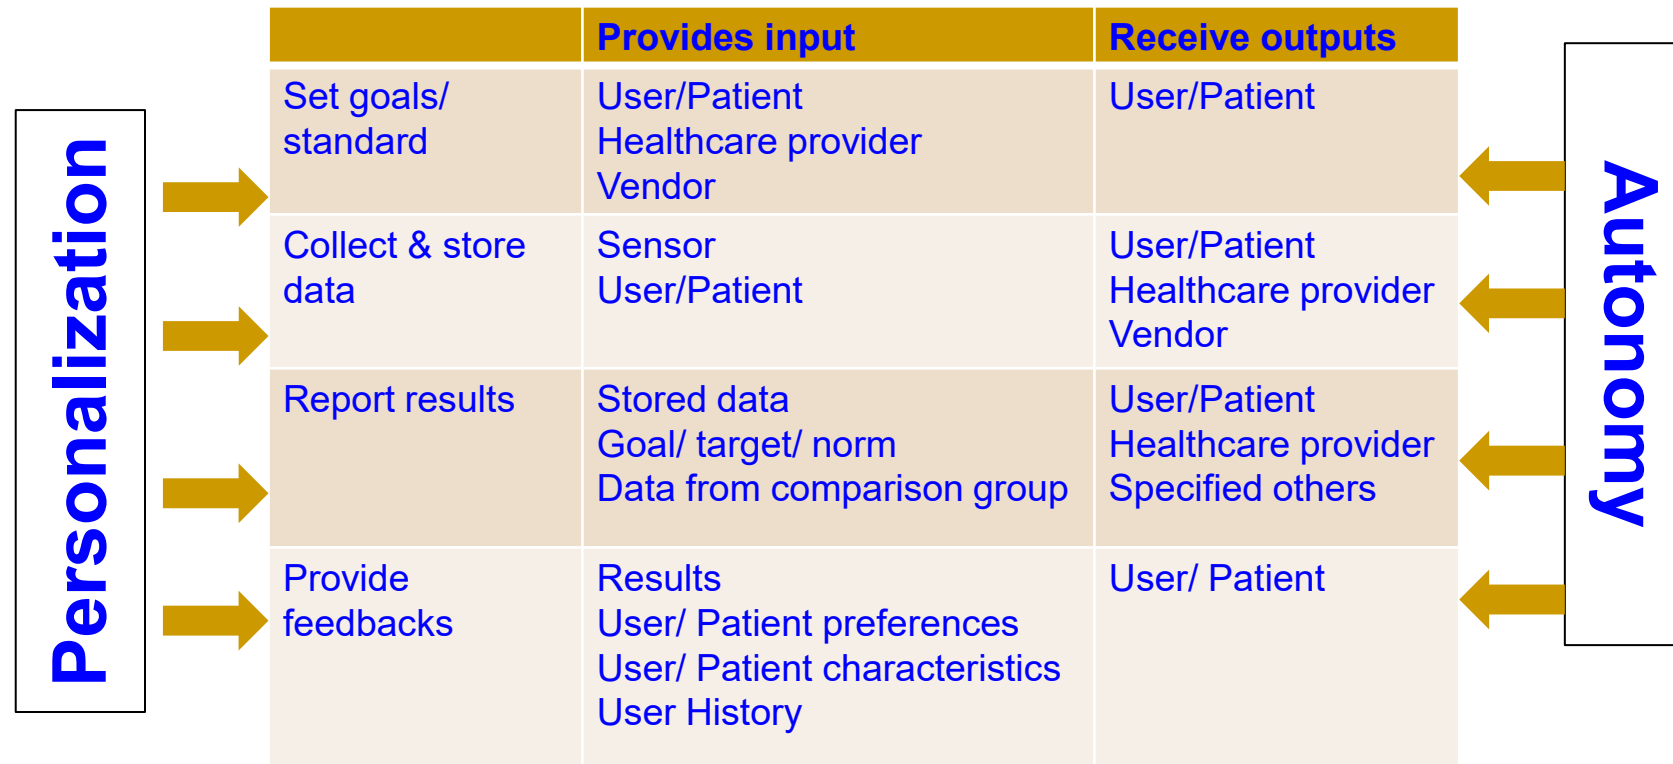 Personalization
Provides input
Receive outputs
Set goals/
standard
User/Patient
Healthcare provider
Vendor
User/Patient
Collect & store
data
Sensor
User/Patient
User/Patient
Healthcare provider
Vendor
Report results
Stored data
Goal/ target/ norm
Data from comparison group
User/Patient
Healthcare provider
Specified others
Provide
feedbacks
Results
User/ Patient preferences
User/ Patient characteristics
User History
User/ Patient
Autonomy